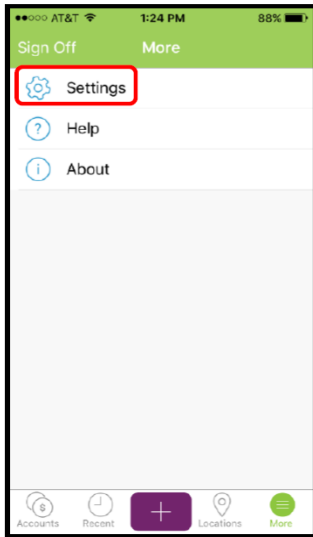 AT&T 1:24 PM 88%
Sign Off More
Settings
? Help
i About
$
Accounts Recent + Locations More